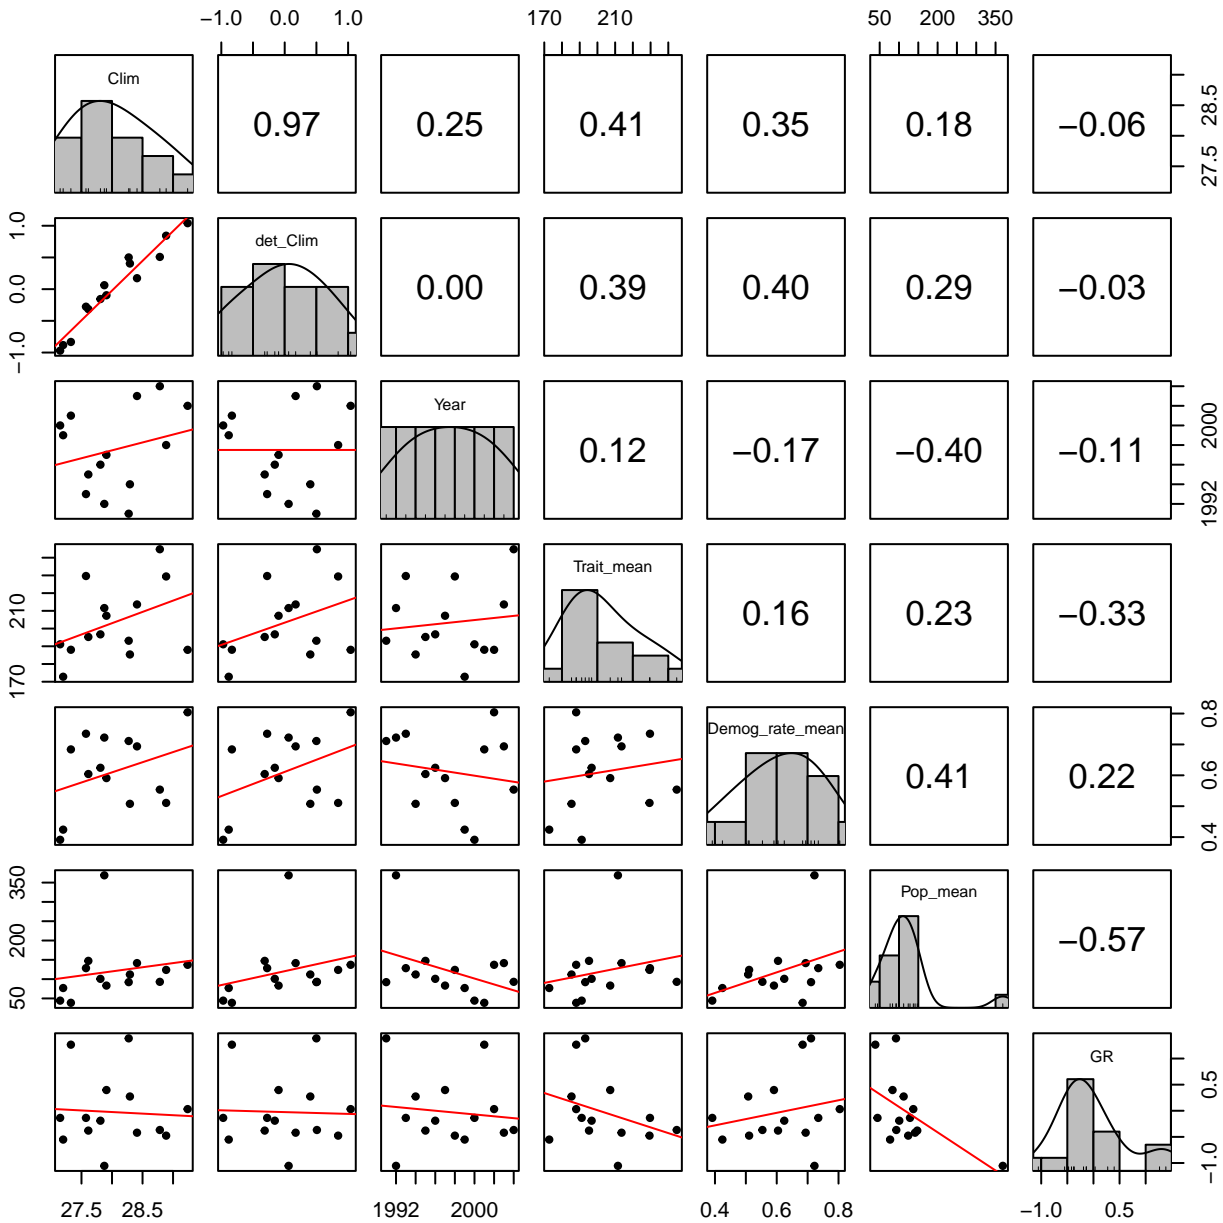 −1.0 0.0 1.0 170 210 50 200 350
Clim 0.97 0.25 0.41 0.35 0.18 −0.06 27.5 28.5
−1.0 0.0 1.0 det_Clim 0.00 0.39 0.40 0.29 −0.03
Year 0.12 −0.17 −0.40 −0.11 1992 2000
170 210 Trait_mean 0.16 0.23 −0.33
Demog_rate_mean 0.41 0.22 0.4 0.6 0.8
50 200 350 Pop_mean −0.57
GR −1.0 0.5
27.5 28.5 1992 2000 0.4 0.6 0.8 −1.0 0.5